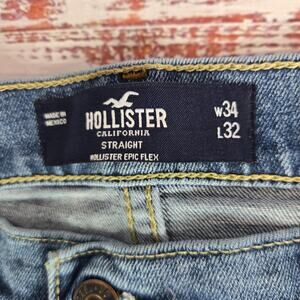 MADE IN
MEXICO
HOLLISTER
CALIFORNIA
STRAIGHT
HOLLISTER EPIC FLEX
W34
L32